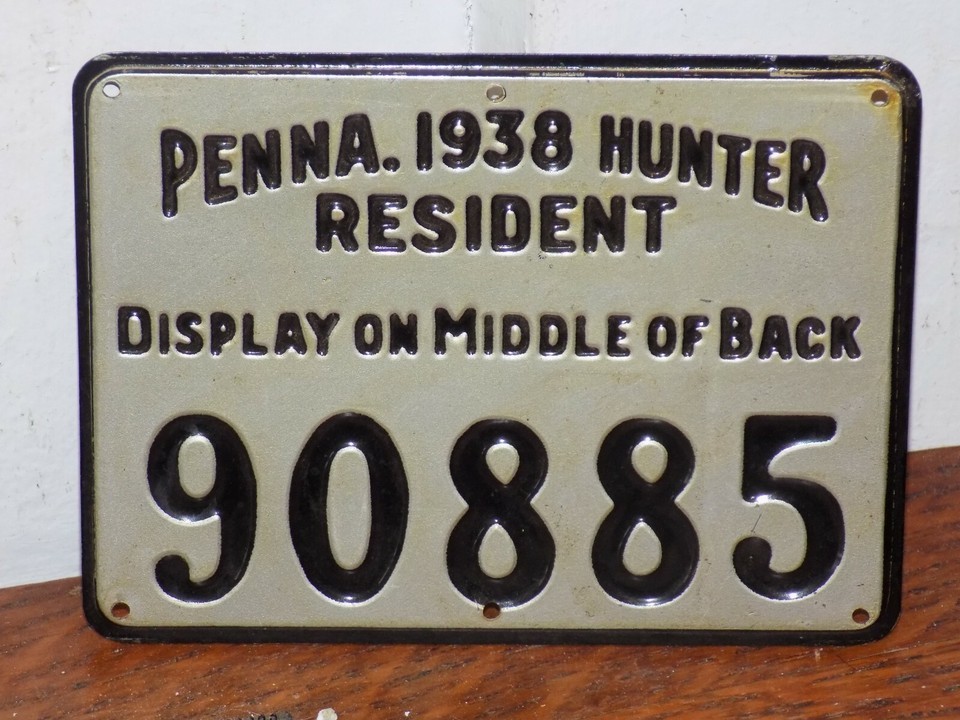 PENNA. 1938 HUNTER
RESIDENT
DISPLAY ON MIDDLE OF BACK
90885